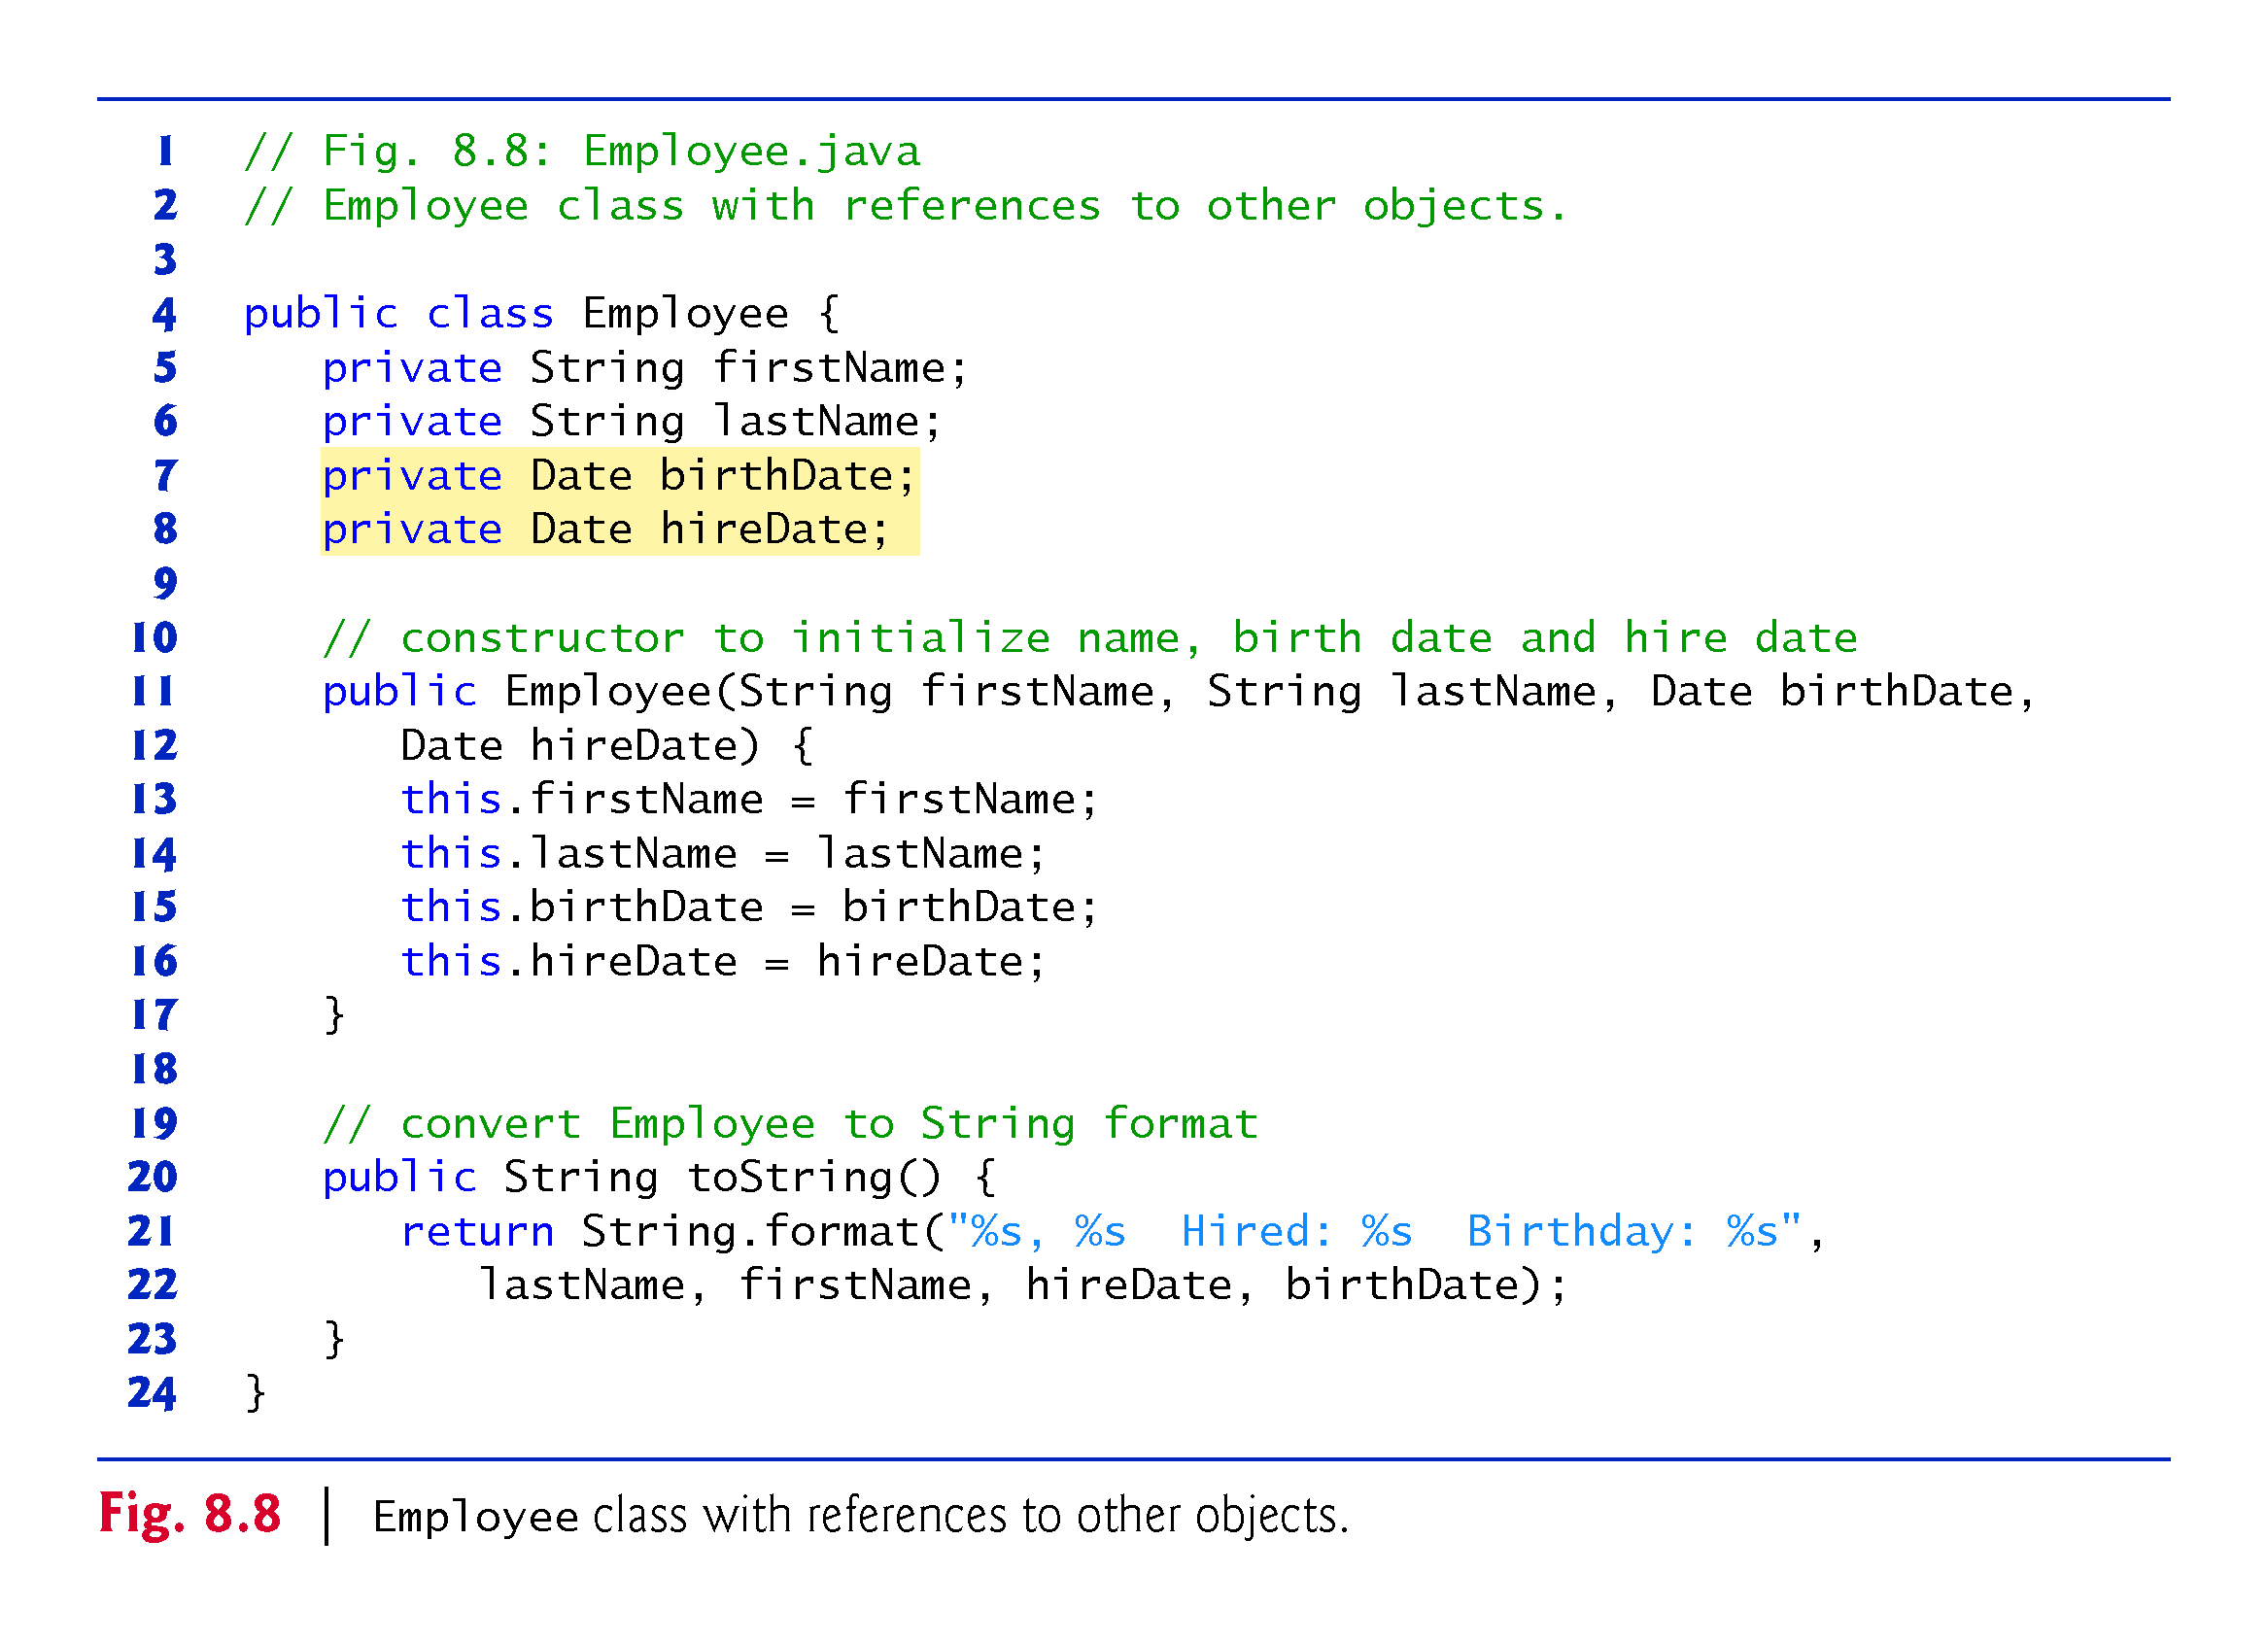 1 // Fig. 8.8: Employee.java
2 // Employee class with references to other objects.
3
4 public class Employee {
5    private String firstName;
6    private String lastName;
7    private Date birthDate;
8    private Date hireDate;
9
10    // constructor to initialize name, birth date and hire date
11    public Employee(String firstName, String lastName, Date birthDate,
12       Date hireDate) {
13       this.firstName = firstName;
14       this.lastName = lastName;
15       this.birthDate = birthDate;
16       this.hireDate = hireDate;
17    }
18
19    // convert Employee to String format
20    public String toString() {
21       return String.format("%s, %s  Hired: %s  Birthday: %s",
22          lastName, firstName, hireDate, birthDate);
23    }
24 }
Fig. 8.8 | Employee class with references to other objects.